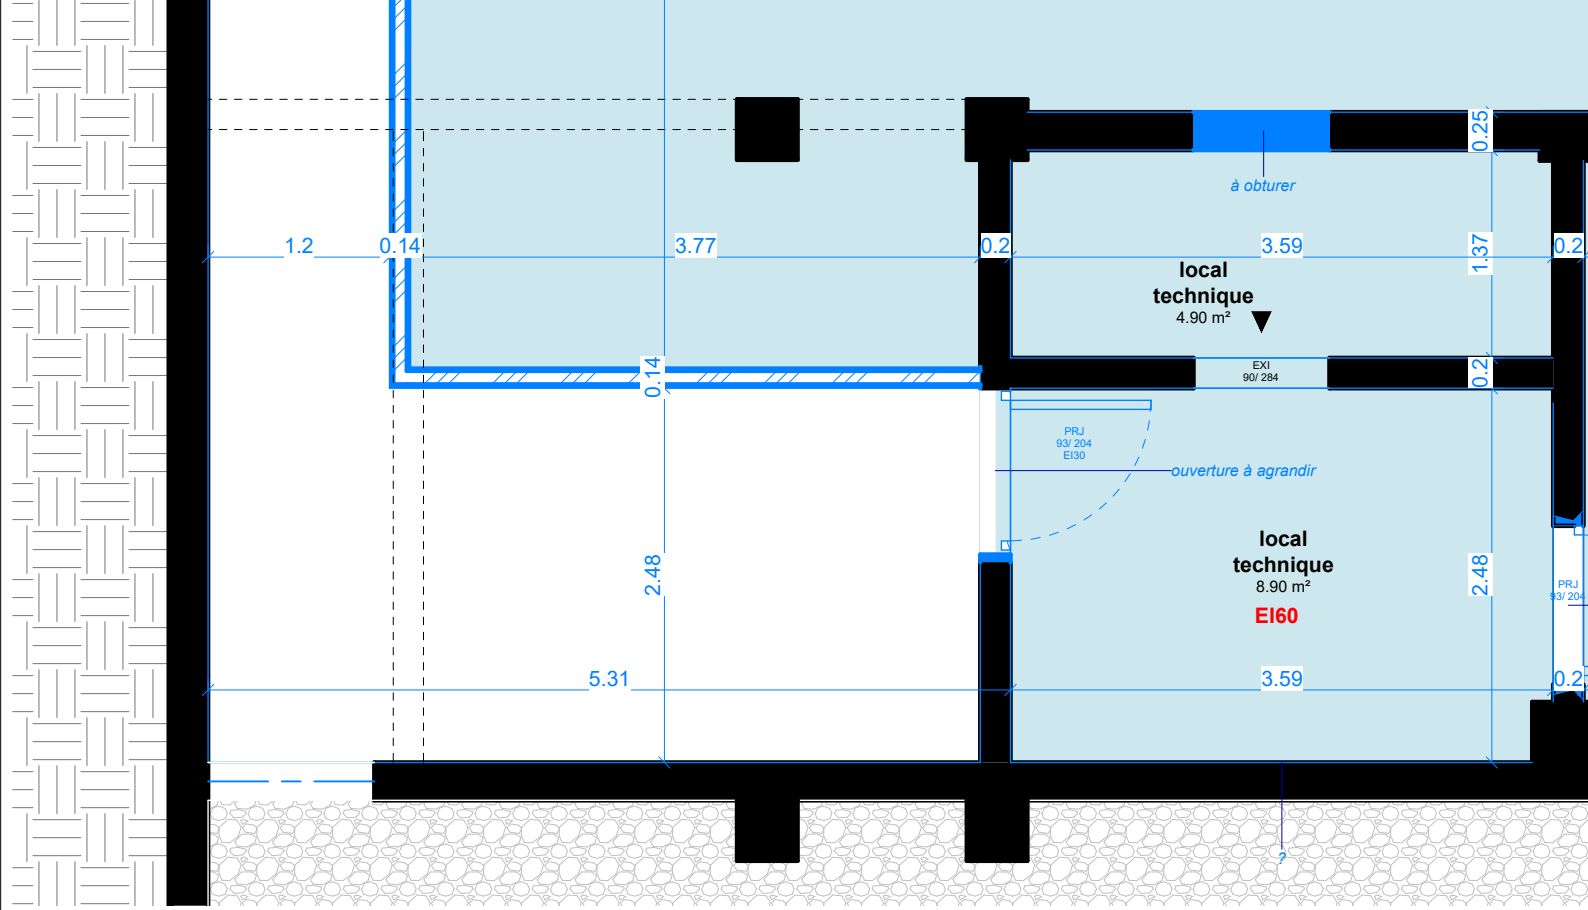 0.25
à obturer
1.2
0.14
3.77
0.2
3.59
1.37
0.2
local
technique
4.90 m²
0.14
EXI
90/ 284
0.2
PRJ
93/ 204
EI30
ouverture à agrandir
local
technique
8.90 m²
EI60
2.48
2.48
PRJ
93/ 204
5.31
3.59
0.2
?